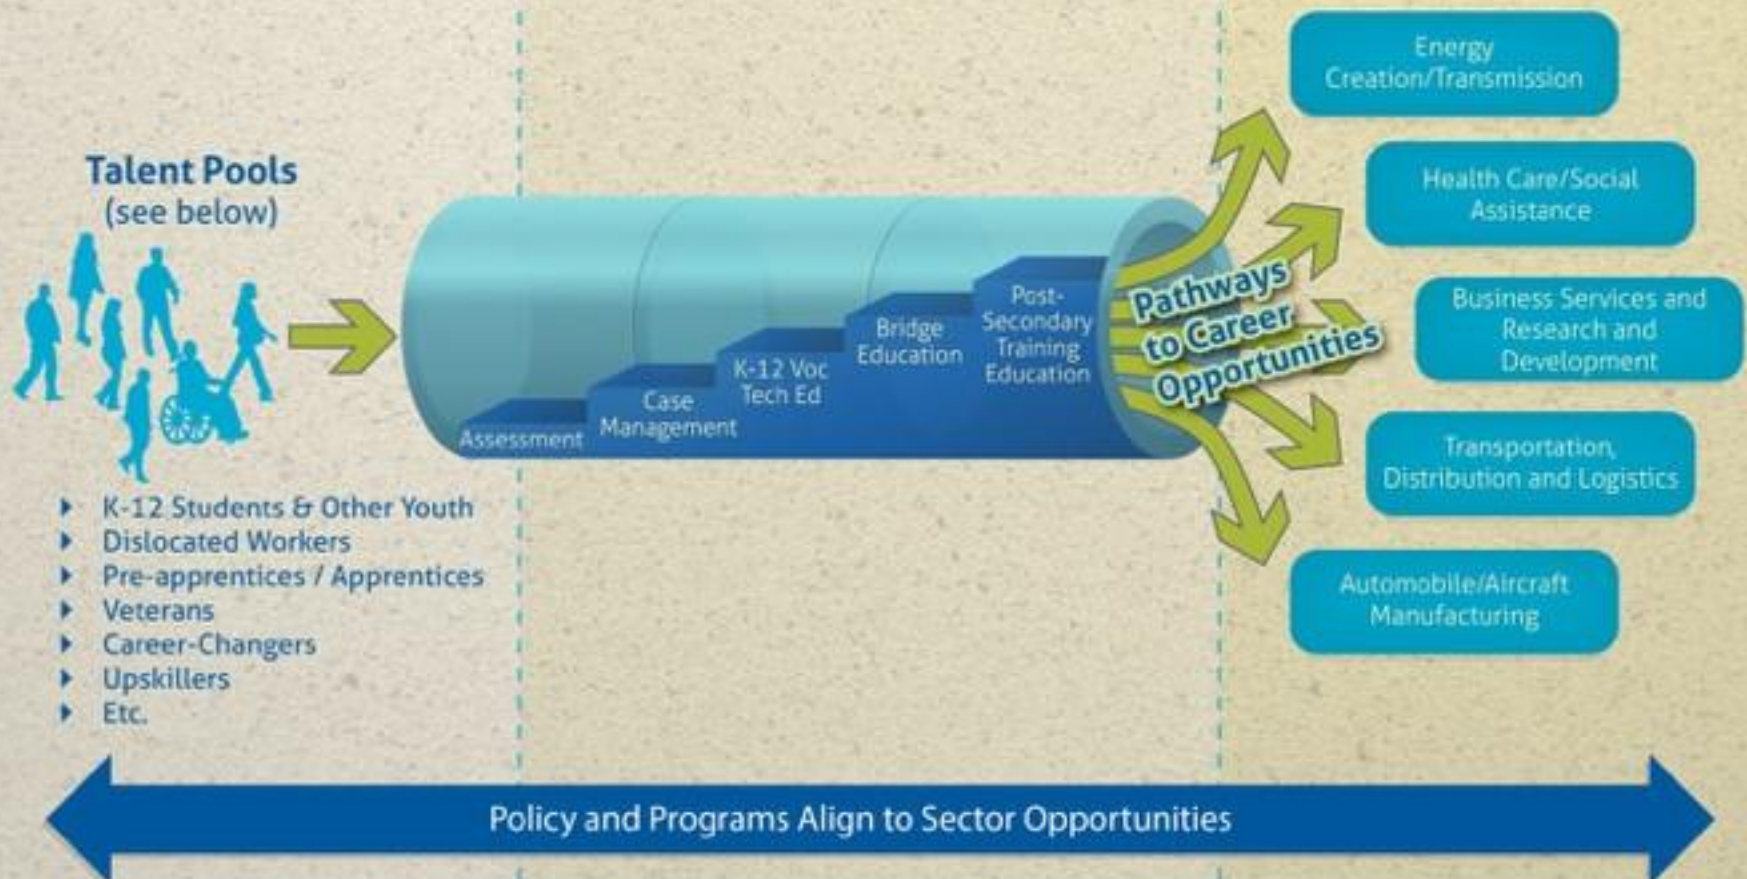 Talent Pools
(see below)
K-12 Students & Other Youth
Dislocated Workers
Pre-apprentices / Apprentices
Veterans
Career-Changers
Upskillers
Etc.
Assessment
Case
Management
K-12 Voc
Tech Ed
Bridge
Education
Post-
Secondary
Training
Education
Pathways
to Career
Opportunities
Energy
Creation/Transmission
Health Care/Social
Assistance
Business Services and
Research and
Development
Transportation,
Distribution and Logistics
Automobile/Aircraft
Manufacturing
Policy and Programs Align to Sector Opportunities